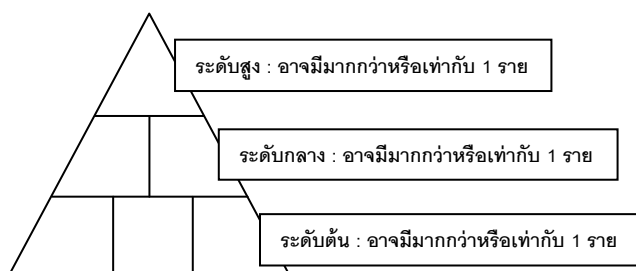 ระดับสูง : อาจมีมากกว่าหรือเท่ากับ 1 ราย
ระดับกลาง : อาจมีมากกว่าหรือเท่ากับ 1 ราย
ระดับต้น : อาจมีมากกว่าหรือเท่ากับ 1 ราย